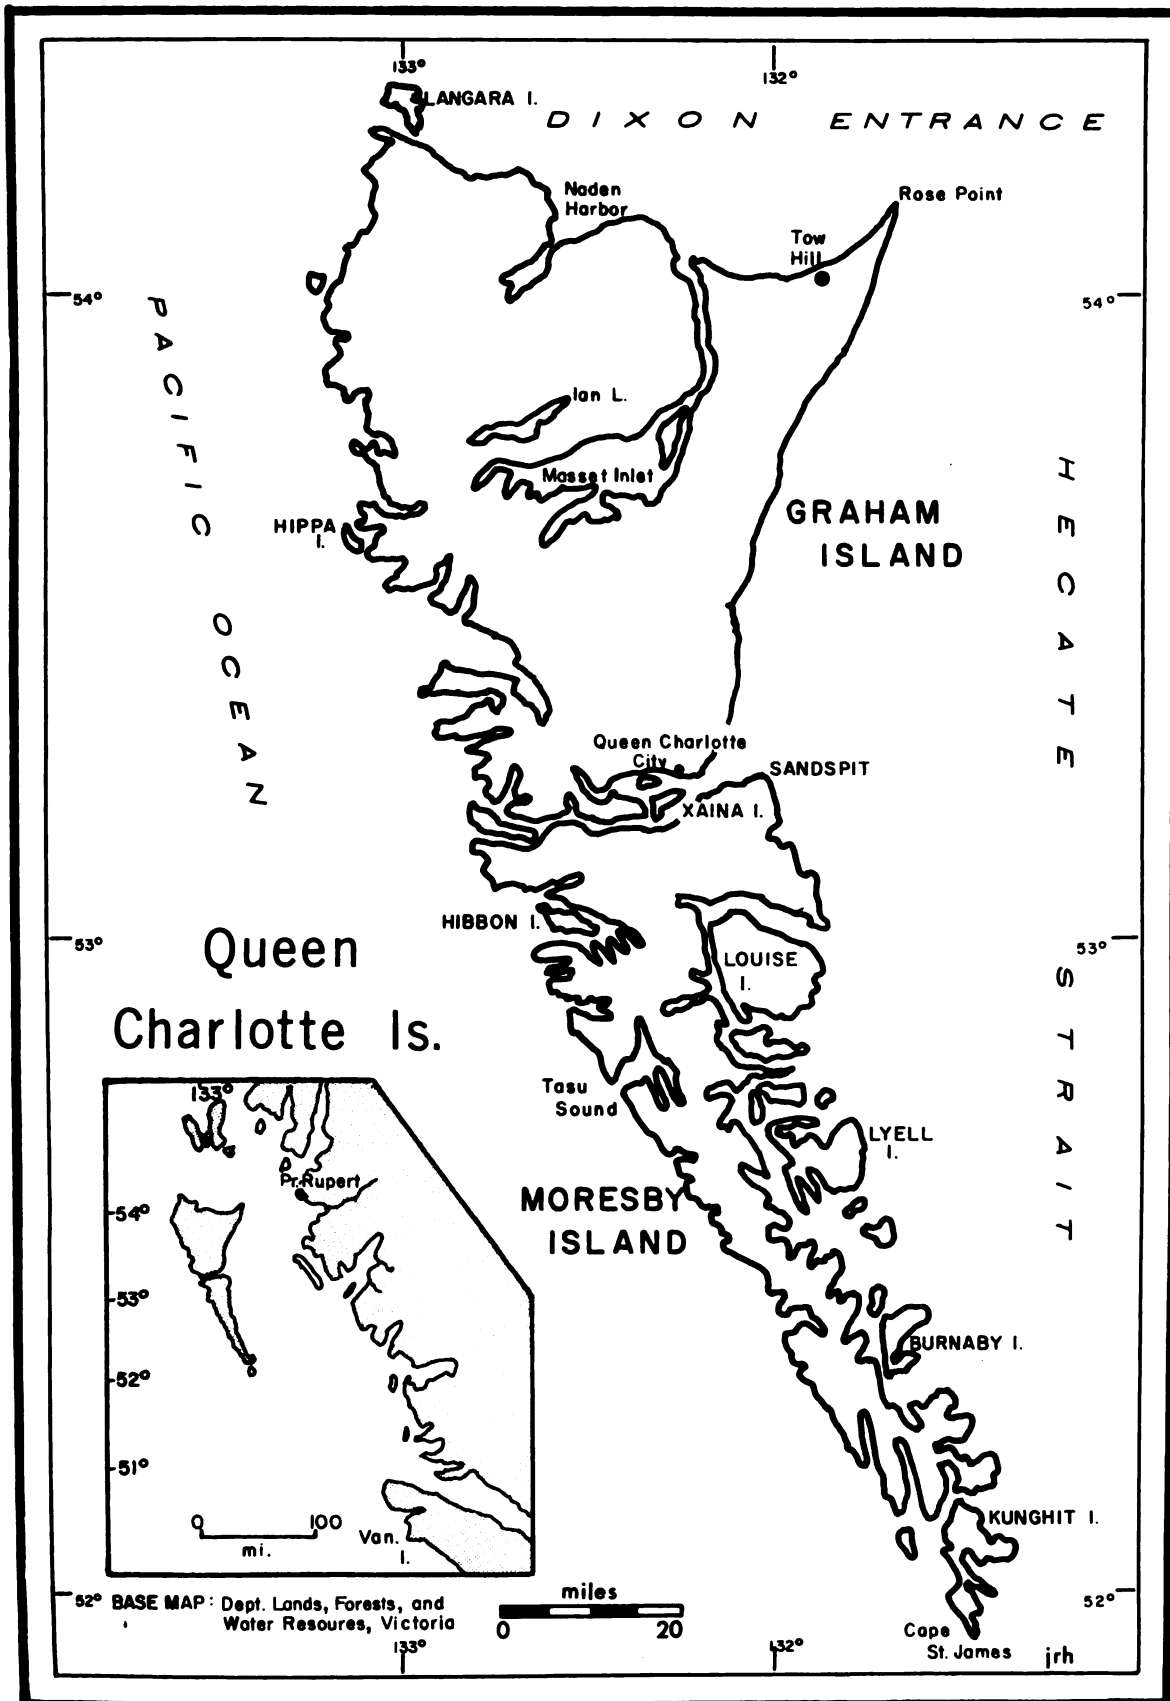 133°
132°
LANGARA I.
DIXON ENTRANCE
Naden
Harbor
Rose Point
Tow
Hill
54°
54°
PACIFIC OCEAN
Ian L.
Masset Inlet
HECATE STRAIT
GRAHAM
ISLAND
HIPPA
I.
Queen Charlotte
City
SANDSPIT
XAINA I.
HIBBON I.
53°
53°
Queen
Charlotte Is.
LOUISE
I.
Tasu
Sound
LYELL
I.
MORESBY
ISLAND
BURNABY I.
KUNGHIT I.
133°
Pr. Rupert
54°
53°
52°
51°
0 100
mi.
Van.
I.
52°
52°
BASE MAP: Dept. Lands, Forests, and
Water Resoures, Victoria
miles
0 20
Cape
St. James
jrh
133°
132°